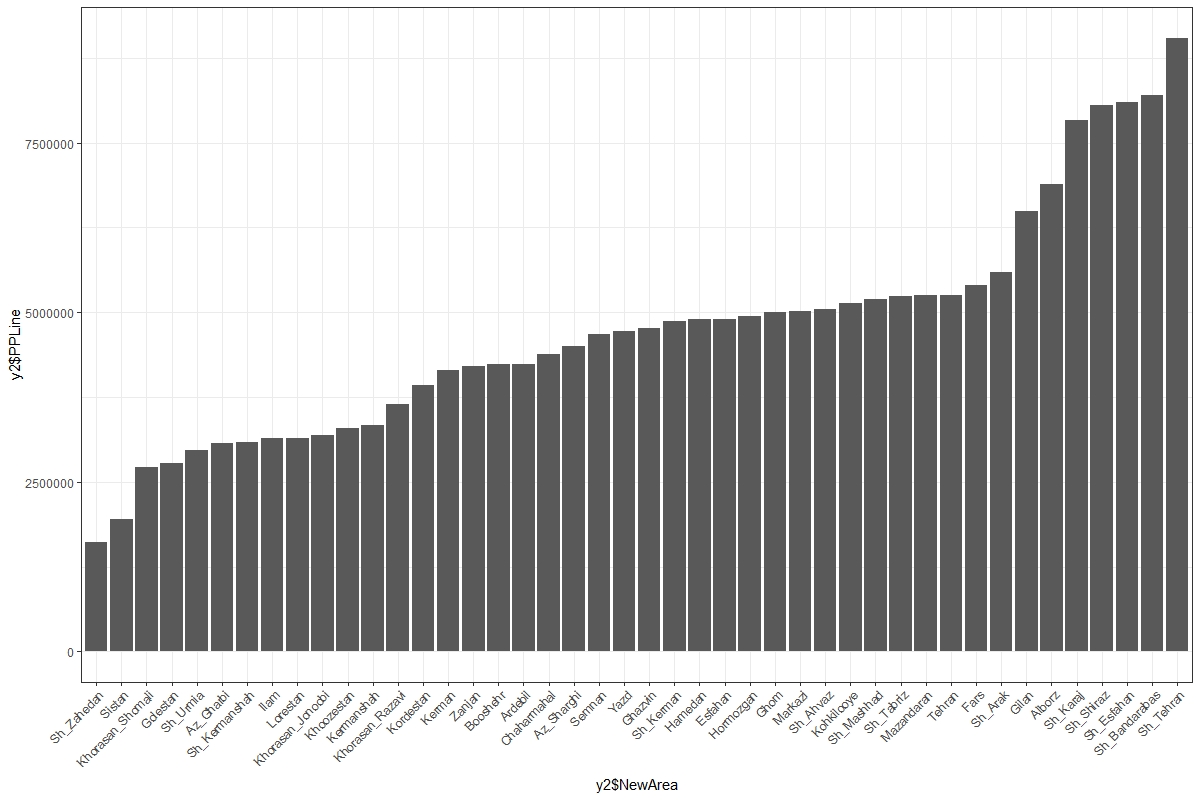 y2$PPLine
7500000
5000000
2500000
0
Sh_Zahedan
Sistan
Khorasan_Shomali
Golestan
Sh_Urmia
Az_Gharbi
Sh_Kermanshah
Ilam
Lorestan
Khorasan_Jonoobi
Khoozestan
Kermanshah
Khorasan_Razavi
Kordestan
Kerman
Zanjan
Booshehr
Ardebil
Chaharmahal
Az_Sharghi
Semnan
Yazd
Ghazvin
Sh_Kerman
Hamedan
Esfahan
Hormozgan
Ghom
Markazi
Sh_Ahvaz
Kohkilooye
Sh_Mashhad
Sh_Tabriz
Mazandaran
Tehran
Fars
Sh_Arak
Gilan
Alborz
Sh_Karaj
Sh_Shiraz
Sh_Esfahan
Sh_Bandarabas
Sh_Tehran
y2$NewArea